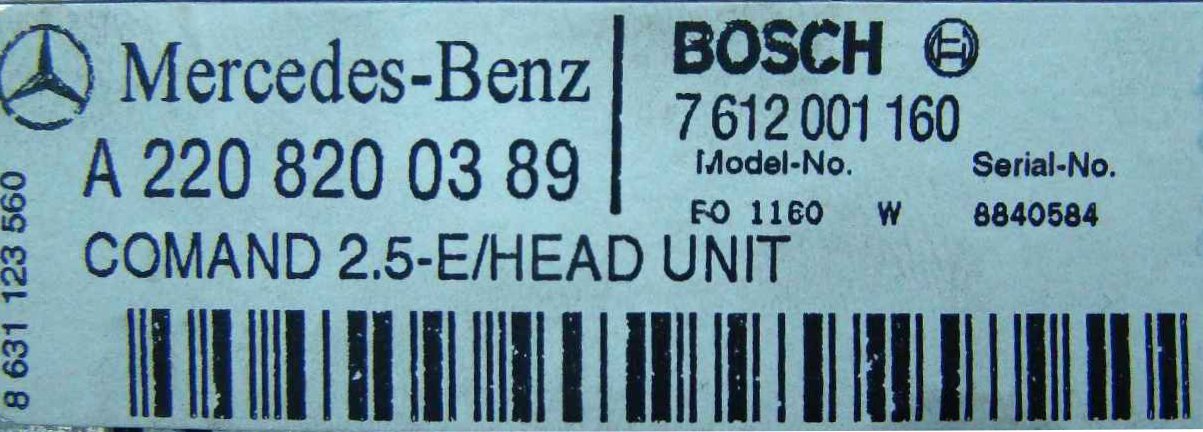 Mercedes-Benz
A 220 820 03 89
BOSCH
7 612 001 160
Model-No. Serial-No.
BO 1160 W 8840584
COMAND 2.5-E/HEAD UNIT
8 631 123 560